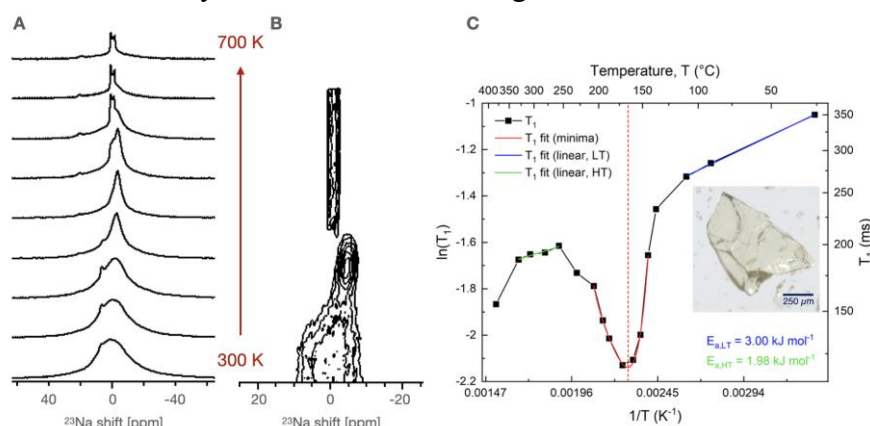 A
700 K
300 K
60 40 20 0 -20 -40 -60
²³Na shift [ppm]
B
25 0 -25
²³Na shift [ppm]
C
Temperature, T (°C)
400 350 300 250 200 150 100 50
ln(T₁)
-1
-1.2
-1.4
-1.6
-1.8
-2
-2.2
T₁
T₁ fit (minima)
T₁ fit (linear, LT)
T₁ fit (linear, HT)
350
300
250
200
150
T₁ (ms)
250 µm
Eₐ,LT = 3.00 kJ mol⁻¹
Eₐ,HT = 1.98 kJ mol⁻¹
0.00147 0.00196 0.00245 0.00294
1/T (K⁻¹)